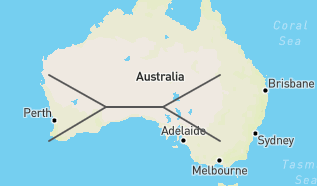 Coral
Sea
Australia
Brisbane
Perth
Adelaide
Sydney
Melbourne
Tasm
Sea